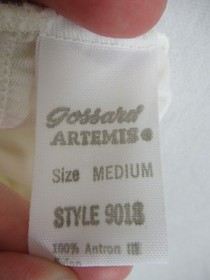 Gossard
ARTEMIS®
Size MEDIUM
STYLE 9018
100% Antron III